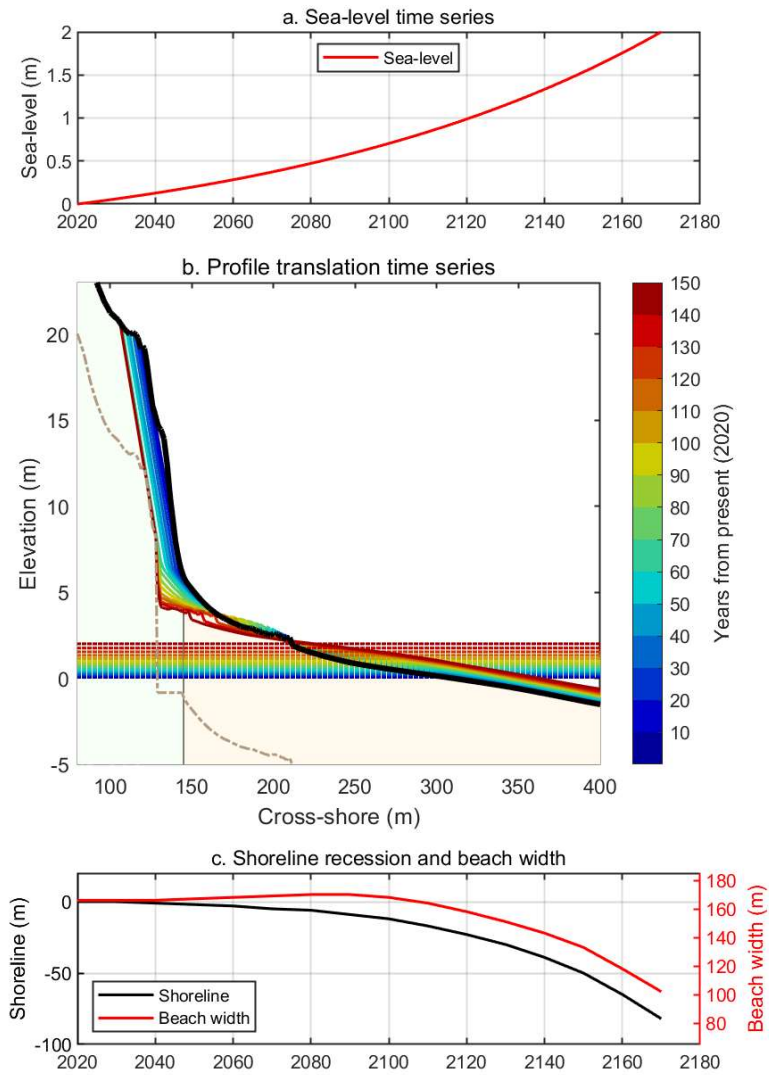 a. Sea-level time series
Sea-level (m)
2
1.5
1
0.5
0
Sea-level
2020 2040 2060 2080 2100 2120 2140 2160 2180
b. Profile translation time series
Elevation (m)
20
15
10
5
0
-5
100 150 200 250 300 350 400
Cross-shore (m)
150
140
130
120
110
100
90
80
70
60
50
40
30
20
10
Years from present (2020)
c. Shoreline recession and beach width
Shoreline (m)
0
-50
-100
Shoreline
Beach width
180
160
140
120
100
80
Beach width (m)
2020 2040 2060 2080 2100 2120 2140 2160 2180